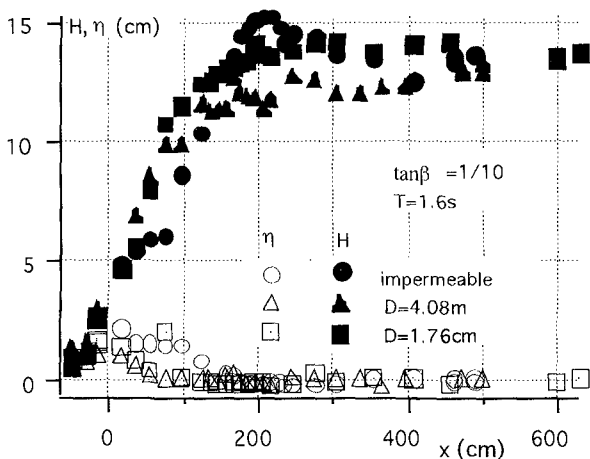 15
H, η (cm)
10
tanβ =1/10
T=1.6s
η H
5
impermeable
D=4.08m
D=1.76cm
0
0 200 400 600
x (cm)